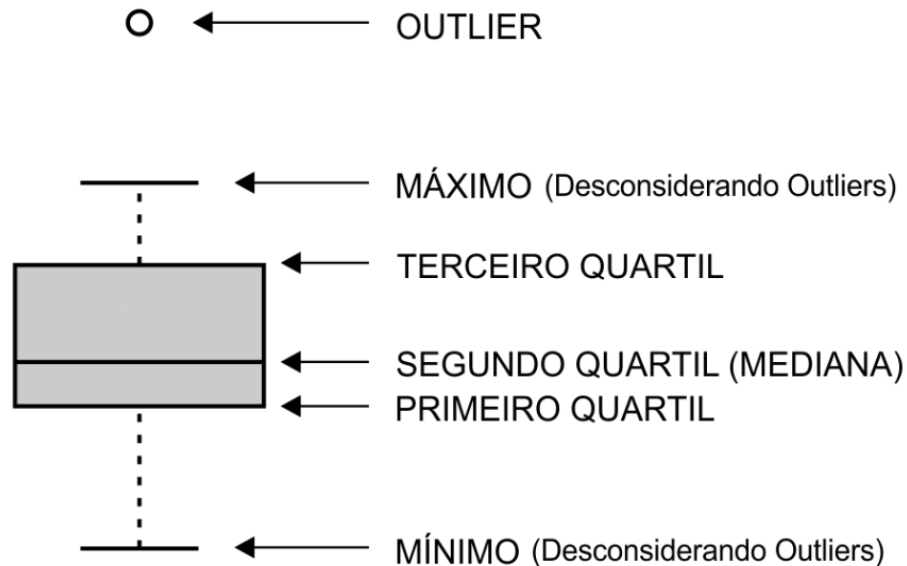 OUTLIER
MÁXIMO (Desconsiderando Outliers)
TERCEIRO QUARTIL
SEGUNDO QUARTIL (MEDIANA)
PRIMEIRO QUARTIL
MÍNIMO (Desconsiderando Outliers)